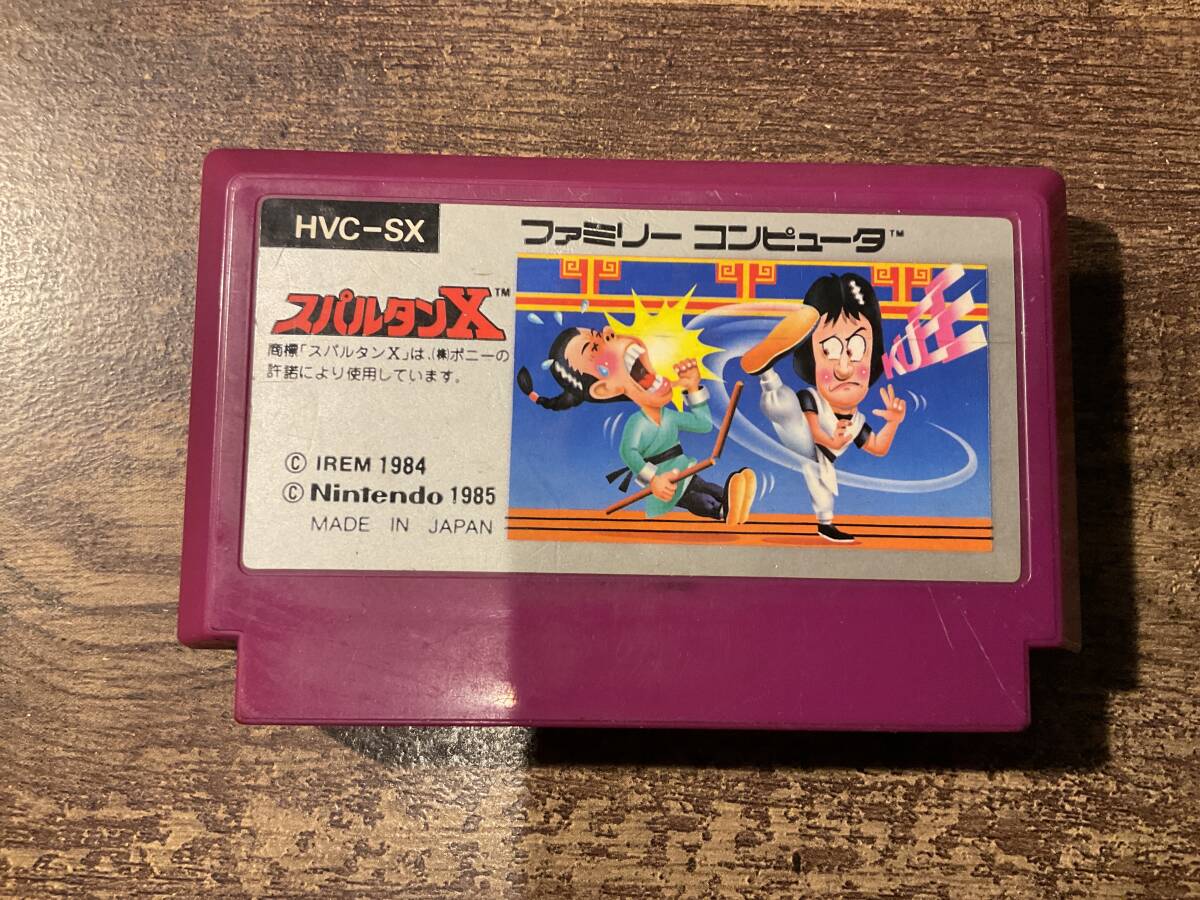 HVC-SX
ファミリー コンピュータ™
スパルタンX™
商標「スパルタンX」は、㈱ポニーの
許諾により使用しています。
© IREM 1984
© Nintendo 1985
MADE IN JAPAN
KUEEE